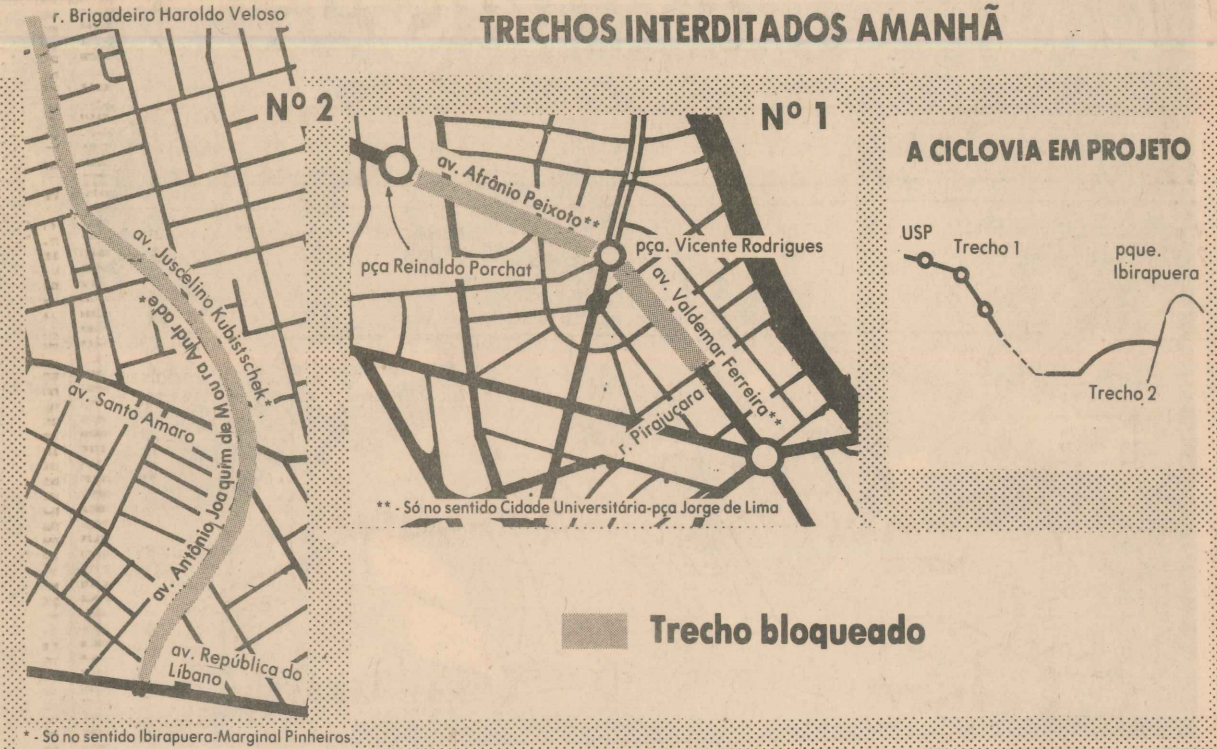 TRECHOS INTERDITADOS AMANHÃ
r. Brigadeiro Haroldo Veloso
Nº 2
av. Juscelino Kubistschek*
av. Antônio Joaquim de Moura Andrade*
av. Santo Amaro
av. República do
Líbano
* - Só no sentido Ibirapuera-Marginal Pinheiros
Nº 1
av. Afrânio Peixoto**
pça Reinaldo Porchat
pça. Vicente Rodrigues
av. Valdemar Ferreira**
r. Pirajuçara
** - Só no sentido Cidade Universitária-pça Jorge de Lima
A CICLOVIA EM PROJETO
USP
Trecho 1
pque.
Ibirapuera
Trecho 2
Trecho bloqueado